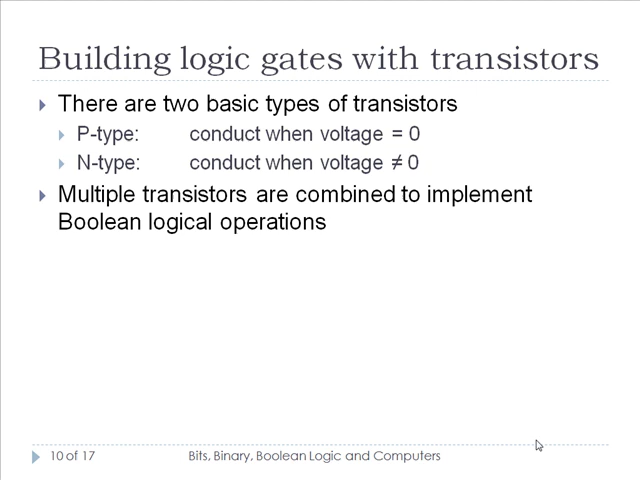 Building logic gates with transistors
There are two basic types of transistors
P-type: conduct when voltage = 0
N-type: conduct when voltage ≠ 0
Multiple transistors are combined to implement
Boolean logical operations
10 of 17 Bits, Binary, Boolean Logic and Computers